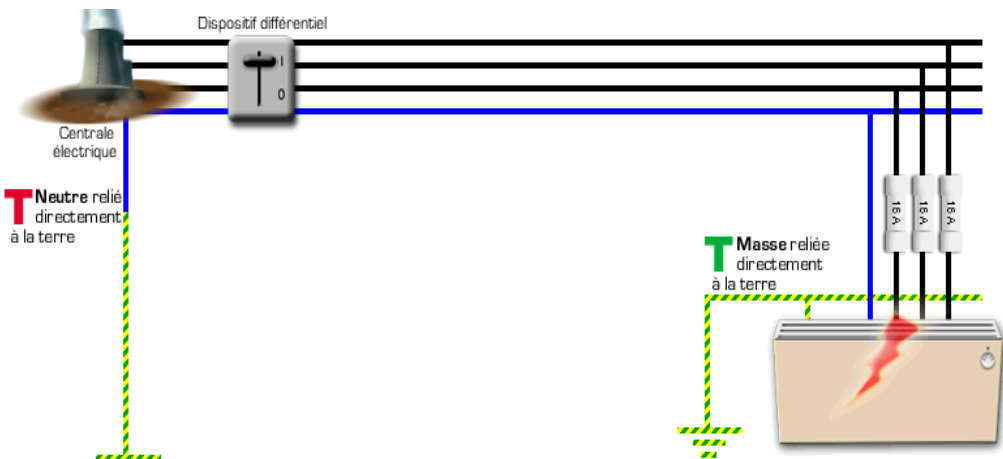 Dispositif différentiel
I
0
Centrale
électrique
T Neutre relié
directement
à la terre
16 A
16 A
16 A
T Masse reliée
directement
à la terre